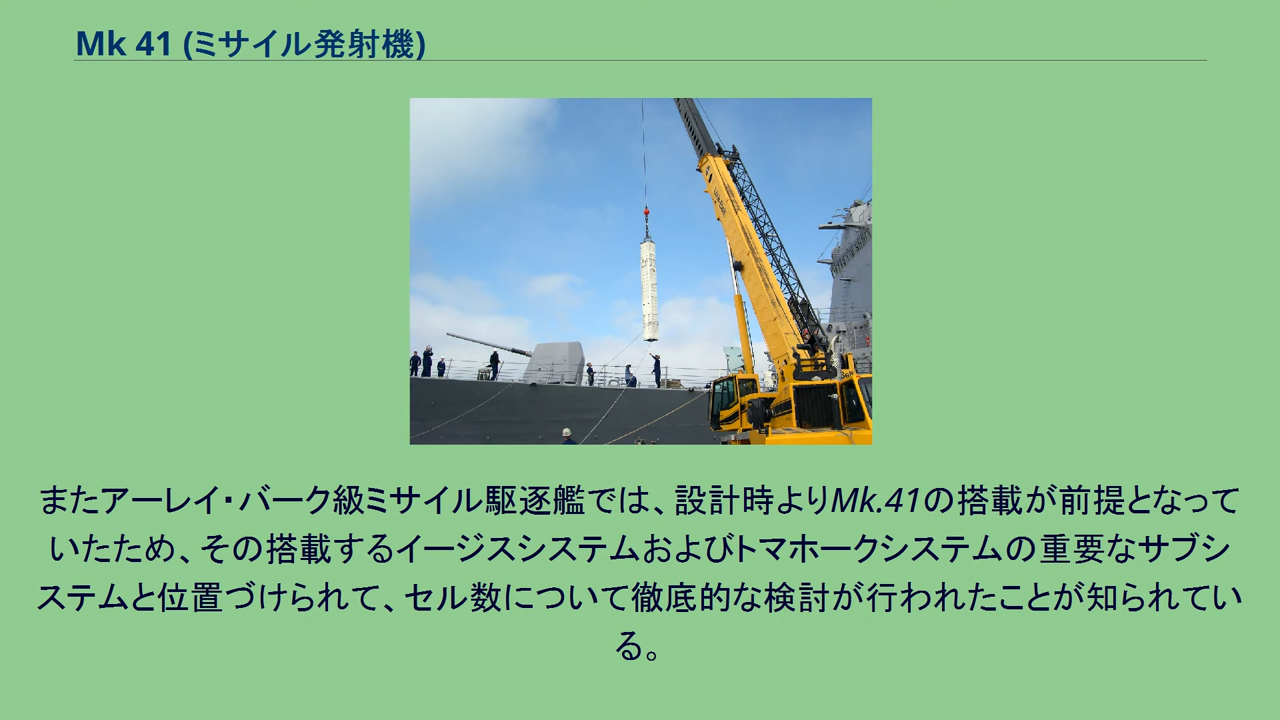 Mk 41 (ミサイル発射機)
またアーレイ・バーク級ミサイル駆逐艦では、設計時よりMk.41の搭載が前提となって
いたため、その搭載するイージスシステムおよびトマホークシステムの重要なサブシ
ステムと位置づけられて、セル数について徹底的な検討が行われたことが知られてい
る。